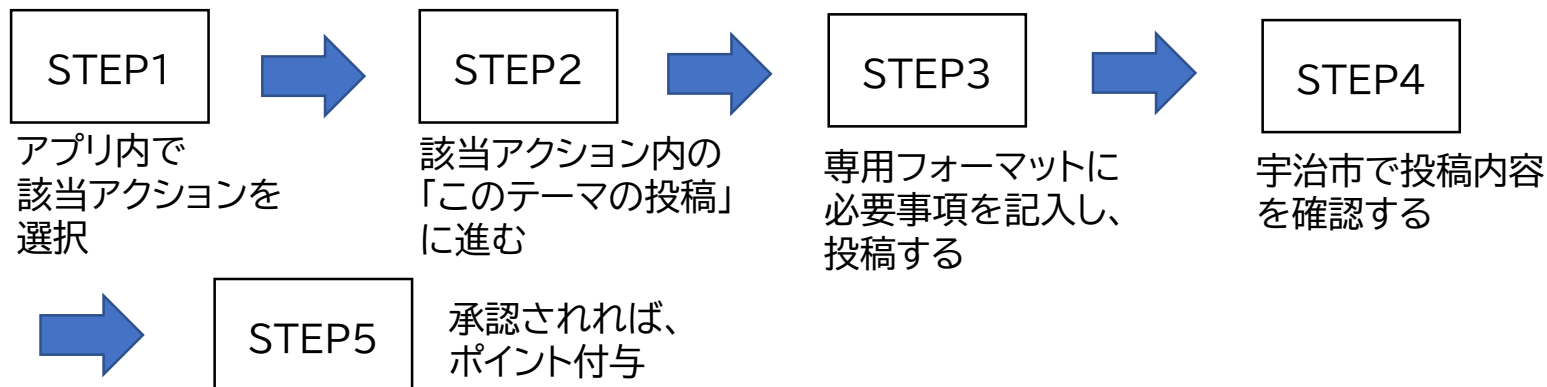 STEP1
アプリ内で
該当アクションを
選択
STEP2
該当アクション内の
「このテーマの投稿」
に進む
STEP3
専用フォーマットに
必要事項を記入し、
投稿する
STEP4
宇治市で投稿内容
を確認する
STEP5
承認されれば、
ポイント付与